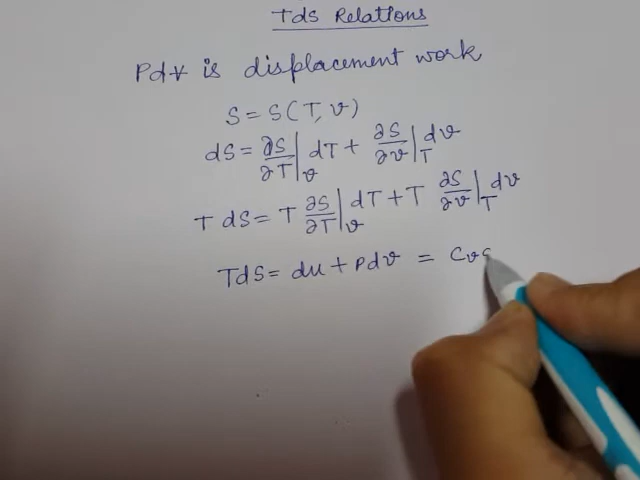 Tds Relations
Pdv is displacement work
S = S(T, v)
dS = ∂S/∂T|v dT + ∂S/∂v|T dv
T dS = T ∂S/∂T|v dT + T ∂S/∂v|T dv
TdS = du + Pdv = Cv